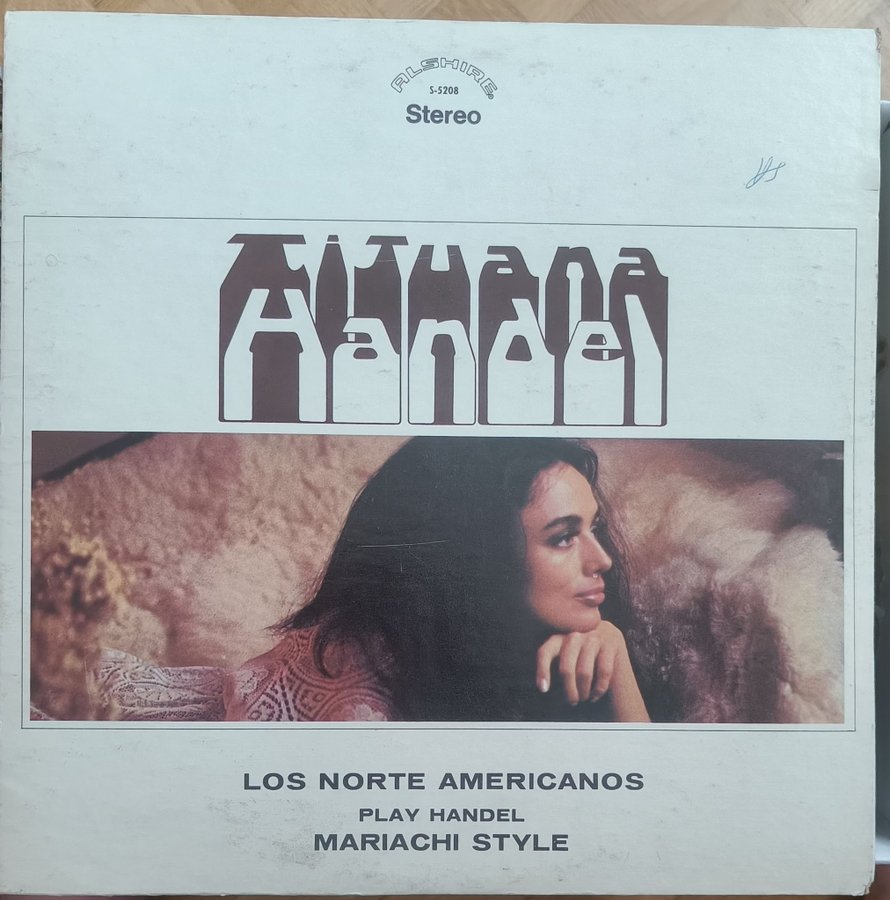 ALSHIRE
S-5208
Stereo
Tijuana
Handel
LOS NORTE AMERICANOS
PLAY HANDEL
MARIACHI STYLE